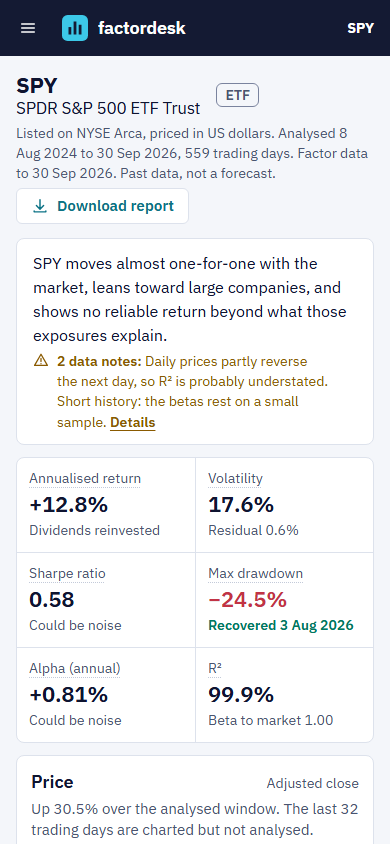 factordesk
SPY
SPY
SPDR S&P 500 ETF Trust
ETF
Listed on NYSE Arca, priced in US dollars. Analysed 8
Aug 2024 to 30 Sep 2026, 559 trading days. Factor data
to 30 Sep 2026. Past data, not a forecast.
Download report
SPY moves almost one-for-one with the
market, leans toward large companies, and
shows no reliable return beyond what those
exposures explain.
2 data notes: Daily prices partly reverse
the next day, so R² is probably understated.
Short history: the betas rest on a small
sample. Details
Annualised return
+12.8%
Dividends reinvested
Volatility
17.6%
Residual 0.6%
Sharpe ratio
0.58
Could be noise
Max drawdown
−24.5%
Recovered 3 Aug 2026
Alpha (annual)
+0.81%
Could be noise
R²
99.9%
Beta to market 1.00
Price
Adjusted close
Up 30.5% over the analysed window. The last 32
trading days are charted but not analysed.